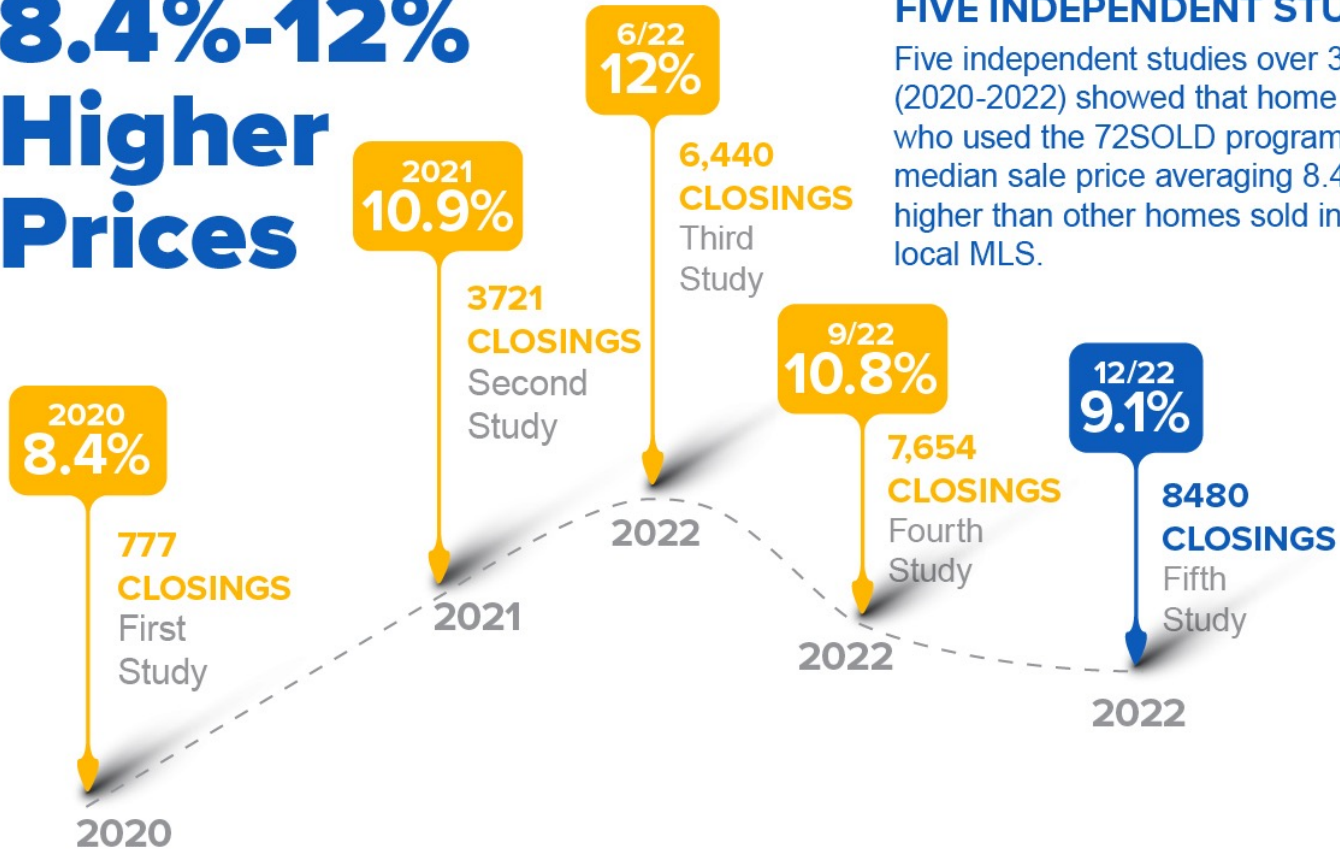 8.4%-12%
Higher
Prices
FIVE INDEPENDENT
Five independent studies over
(2020-2022) showed that home
who used the 72SOLD program
median sale price averaging
higher than other homes sold in
local MLS.
2020
8.4%
777
CLOSINGS
First
Study
2020
2021
10.9%
3721
CLOSINGS
Second
Study
2021
6/22
12%
6,440
CLOSINGS
Third
Study
2022
9/22
10.8%
7,654
CLOSINGS
Fourth
Study
2022
12/22
9.1%
8480
CLOSINGS
Fifth
Study
2022